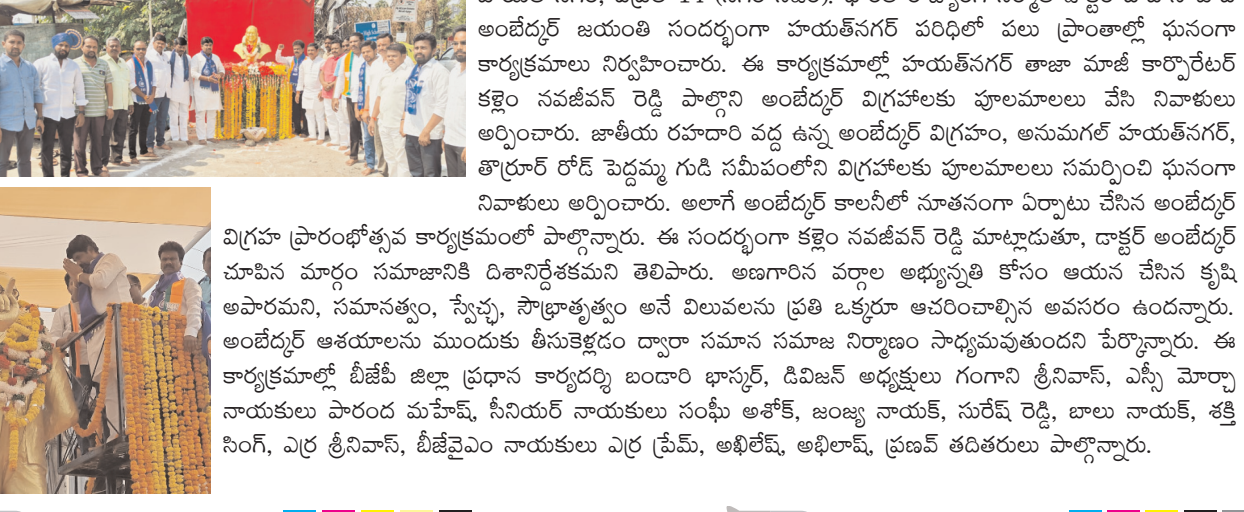 అంబేద్కర్ జయంతి సందర్భంగా హయత్‌నగర్ పరిధిలో పలు ప్రాంతాల్లో ఘనంగా
కార్యక్రమాలు నిర్వహించారు. ఈ కార్యక్రమాల్లో హయత్‌నగర్ తాజా మాజీ కార్పొరేటర్
కళ్లెం నవజీవన్ రెడ్డి పాల్గొని అంబేద్కర్ విగ్రహాలకు పూలమాలలు వేసి నివాళులు
అర్పించారు. జాతీయ రహదారి వద్ద ఉన్న అంబేద్కర్ విగ్రహం, అనుమగల్ హయత్‌నగర్,
తొర్రూర్ రోడ్ పెద్దమ్మ గుడి సమీపంలోని విగ్రహాలకు పూలమాలలు సమర్పించి ఘనంగా
నివాళులు అర్పించారు. అలాగే అంబేద్కర్ కాలనీలో నూతనంగా ఏర్పాటు చేసిన అంబేద్కర్
విగ్రహ ప్రారంభోత్సవ కార్యక్రమంలో పాల్గొన్నారు. ఈ సందర్భంగా కళ్లెం నవజీవన్ రెడ్డి మాట్లాడుతూ, డాక్టర్ అంబేద్కర్
చూపిన మార్గం సమాజానికి దిశానిర్దేశకమని తెలిపారు. అణగారిన వర్గాల అభ్యున్నతి కోసం ఆయన చేసిన కృషి
అపారమని, సమానత్వం, స్వేచ్ఛ, సౌభ్రాతృత్వం అనే విలువలను ప్రతి ఒక్కరూ ఆచరించాల్సిన అవసరం ఉందన్నారు.
అంబేద్కర్ ఆశయాలను ముందుకు తీసుకెళ్లడం ద్వారా సమాన సమాజ నిర్మాణం సాధ్యమవుతుందని పేర్కొన్నారు. ఈ
కార్యక్రమాల్లో బీజేపీ జిల్లా ప్రధాన కార్యదర్శి బండారి భాస్కర్, డివిజన్ అధ్యక్షులు గంగాని శ్రీనివాస్, ఎస్సీ మోర్చా
నాయకులు పారంద మహేష్, సీనియర్ నాయకులు సంఘీ అశోక్, జంజ్య నాయక్, సురేష్ రెడ్డి, బాలు నాయక్, శక్తి
సింగ్, ఎర్ర శ్రీనివాస్, బీజేవైఎం నాయకులు ఎర్ర ప్రేమ్, అఖిలేష్, అభిలాష్, ప్రణవ్ తదితరులు పాల్గొన్నారు.